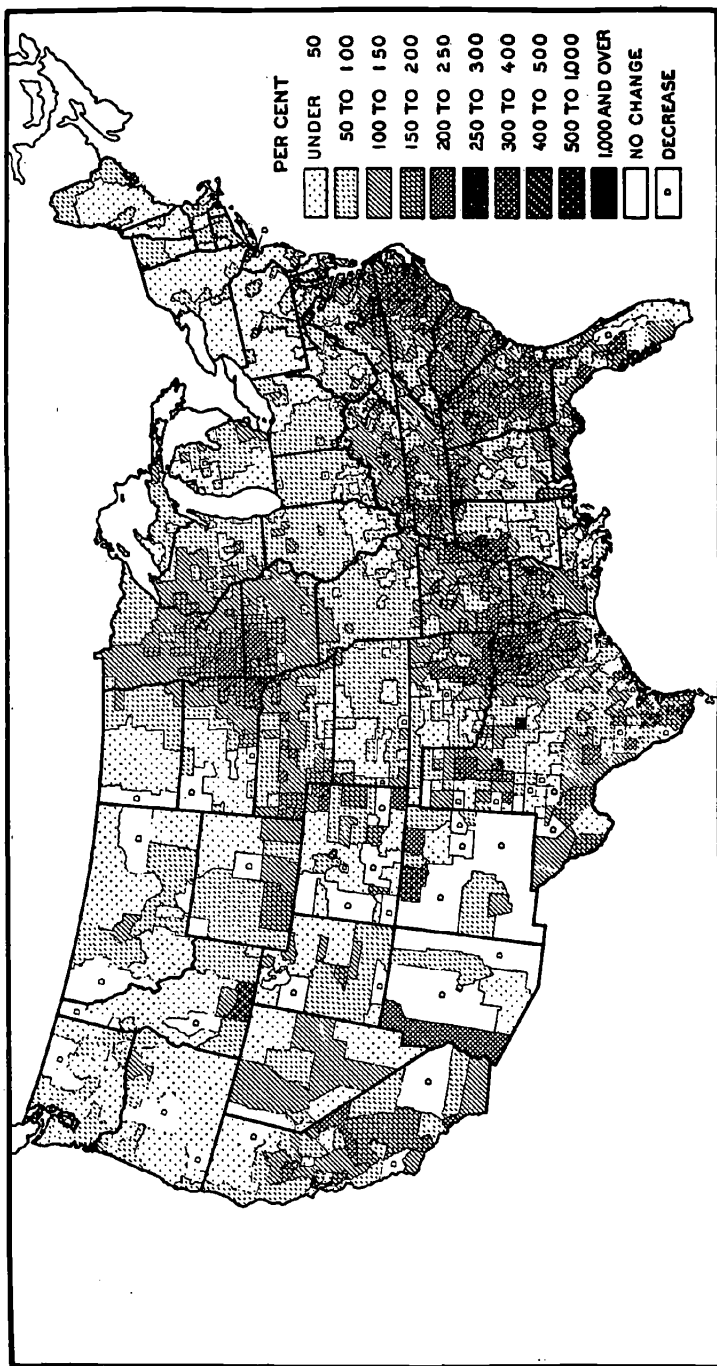 PER CENT
UNDER 50
50 TO 100
100 TO 150
150 TO 200
200 TO 250
250 TO 300
300 TO 400
400 TO 500
500 TO 1,000
1,000 AND OVER
NO CHANGE
DECREASE